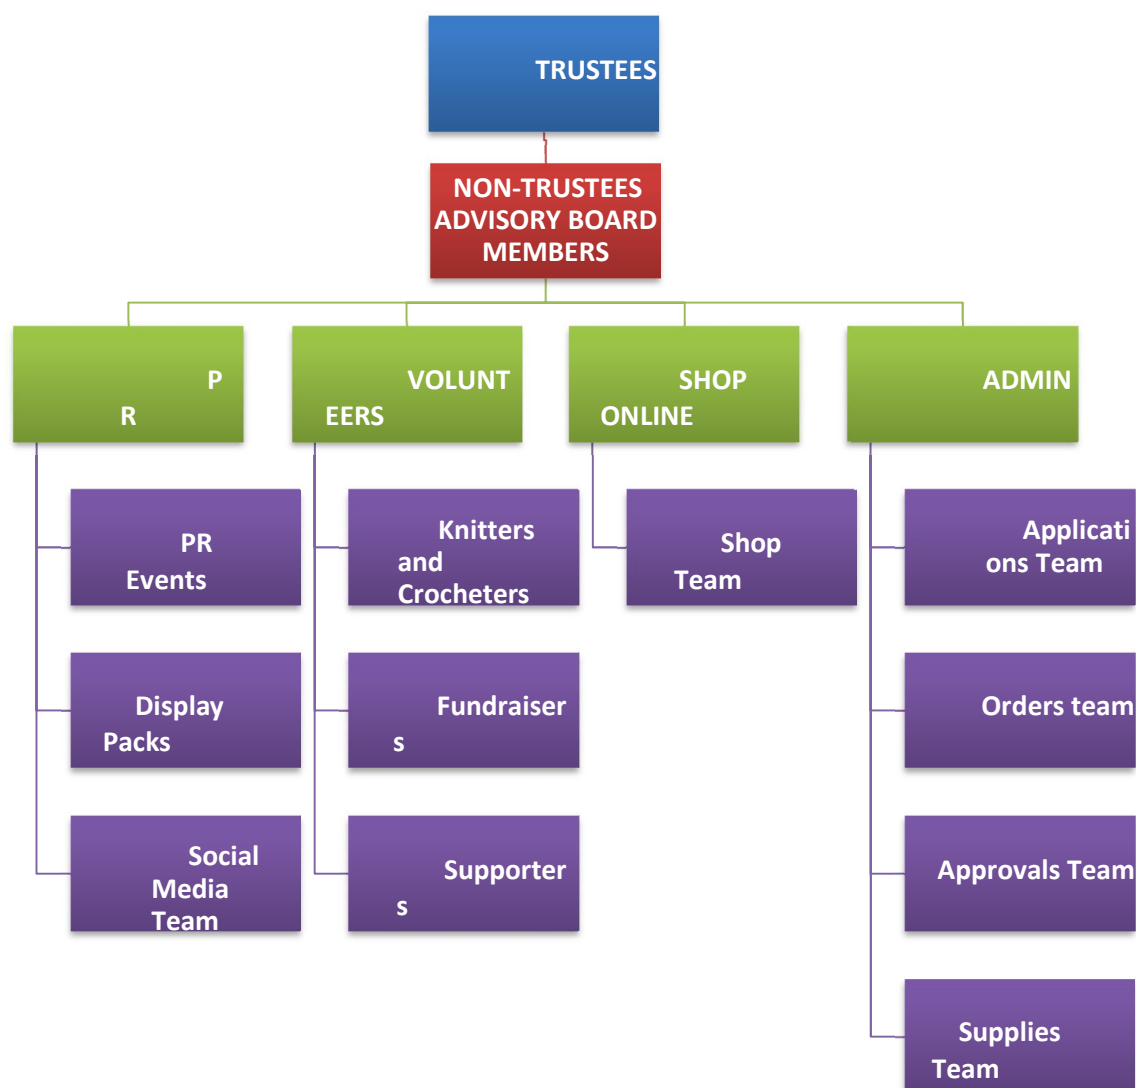 TRUSTEES
NON-TRUSTEES
ADVISORY BOARD
MEMBERS
P
R
VOLUNT
EERS
SHOP
ONLINE
ADMIN
PR
Events
Knitters
and
Crocheters
Shop
Team
Applicati
ons Team
Display
Packs
Fundraiser
s
Orders team
Social
Media
Team
Supporter
s
Approvals Team
Supplies
Team